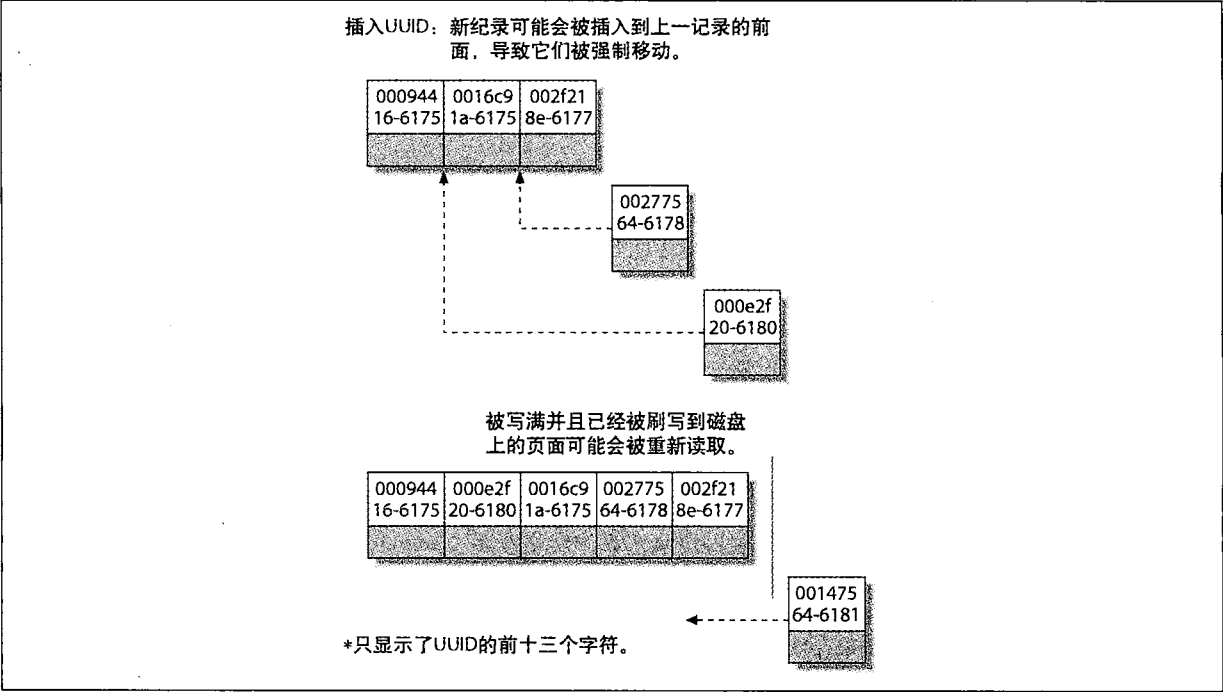 插入UUID：新纪录可能会被插入到上一记录的前
面，导致它们被强制移动。
000944 0016c9 002f21
16-6175 1a-6175 8e-6177
002775
64-6178
000e2f
20-6180
被写满并且已经被刷写到磁盘
上的页面可能会被重新读取。
000944 000e2f 0016c9 002775 002f21
16-6175 20-6180 1a-6175 64-6178 8e-6177
001475
64-6181
*只显示了UUID的前十三个字符。